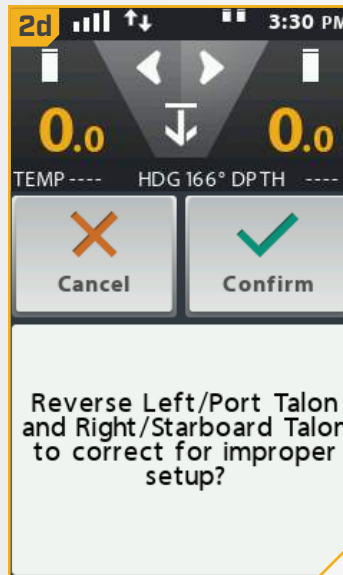 2d 3:30 PM
0.0 0.0
TEMP ---- HDG 166° DPTH ----
Cancel Confirm
Reverse Left/Port Talon
and Right/Starboard Talon
to correct for improper
setup?